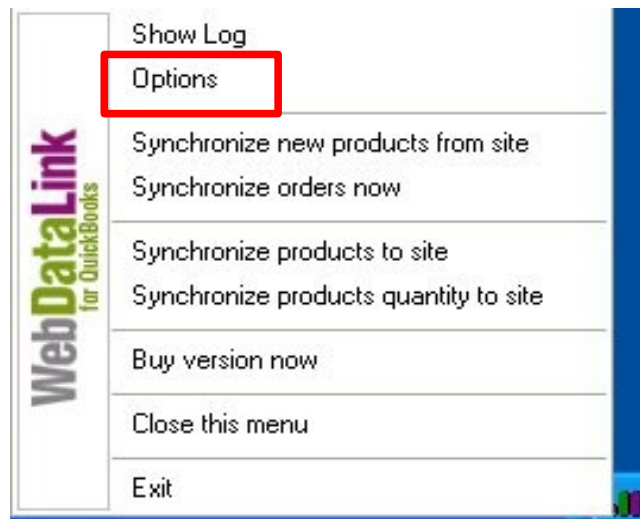 WebDataLink
for QuickBooks
Show Log
Options
Synchronize new products from site
Synchronize orders now
Synchronize products to site
Synchronize products quantity to site
Buy version now
Close this menu
Exit